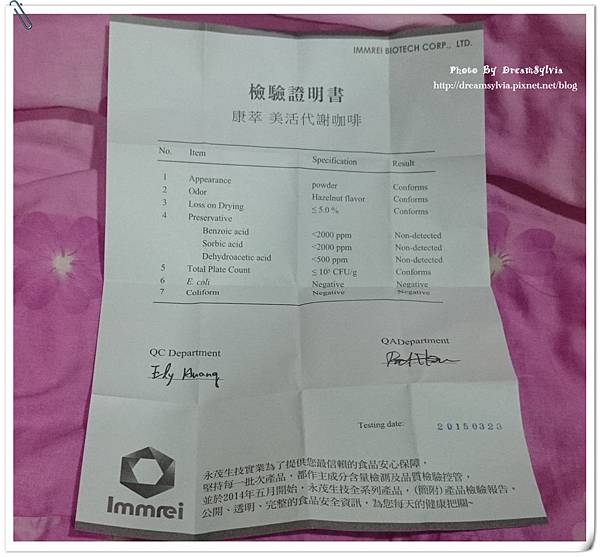 IMMREI BIOTECH CORP., LTD.
Photo By DreamSylvia
http://dreamsylvia.pixnet.net/blog
檢驗證明書
康萃 美活代謝咖啡
No. Item Specification Result
1 Appearance powder Conforms
2 Odor Hazelnut flavor Conforms
3 Loss on Drying ≤ 5.0 % Conforms
4 Preservative
Benzoic acid <2000 ppm Non-detected
Sorbic acid <2000 ppm Non-detected
Dehydroacetic acid <500 ppm Non-detected
5 Total Plate Count ≤ 10⁵ CFU/g Conforms
6 E. coli Negative Negative
7 Coliform Negative Negative
QC Department QADepartment
Ely Huang
Testing date: 20150323
永茂生技實業為了提供您最信賴的食品安心保障，
堅持每一批次產品，都作主成分含量檢測及品質檢驗控管，
並於2014年五月開始，永茂生技全系列產品，(簡附)產品檢驗報告、
公開、透明、完整的食品安全資訊，為您每天的健康把關~
Immrei